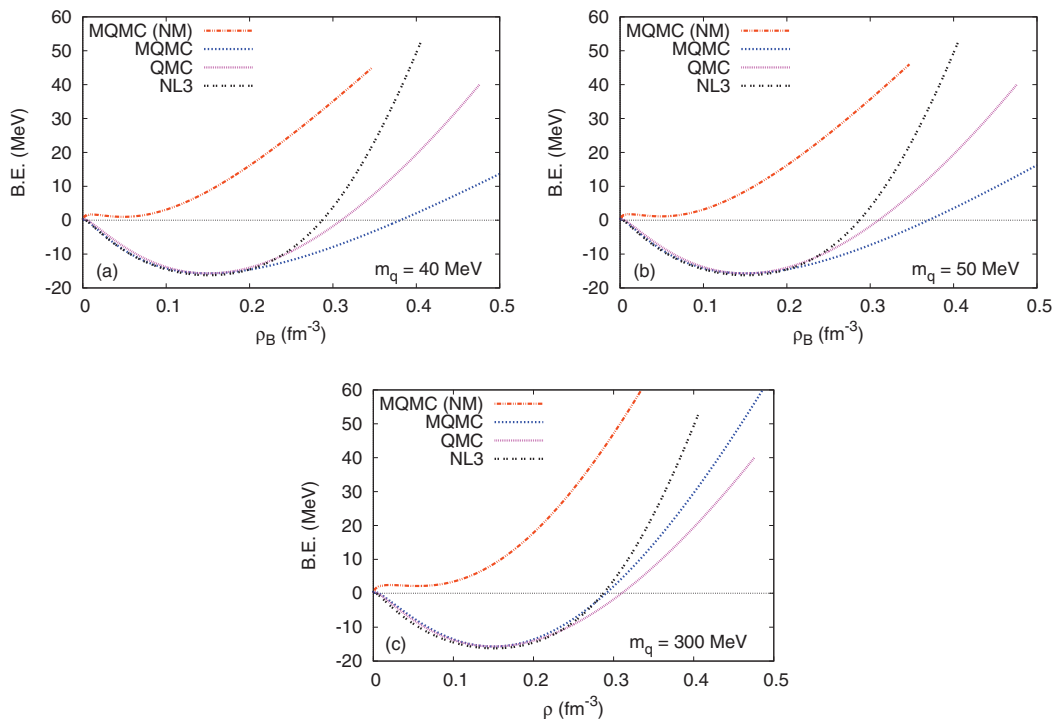 MQMC (NM)
MQMC
QMC
NL3
B.E. (MeV)
60
50
40
30
20
10
0
-10
-20
(a)
m_q = 40 MeV
0 0.1 0.2 0.3 0.4 0.5
ρ_B (fm^-3)
MQMC (NM)
MQMC
QMC
NL3
B.E. (MeV)
60
50
40
30
20
10
0
-10
-20
(b)
m_q = 50 MeV
0 0.1 0.2 0.3 0.4 0.5
ρ_B (fm^-3)
MQMC (NM)
MQMC
QMC
NL3
B.E. (MeV)
60
50
40
30
20
10
0
-10
-20
(c)
m_q = 300 MeV
0 0.1 0.2 0.3 0.4 0.5
ρ (fm^-3)